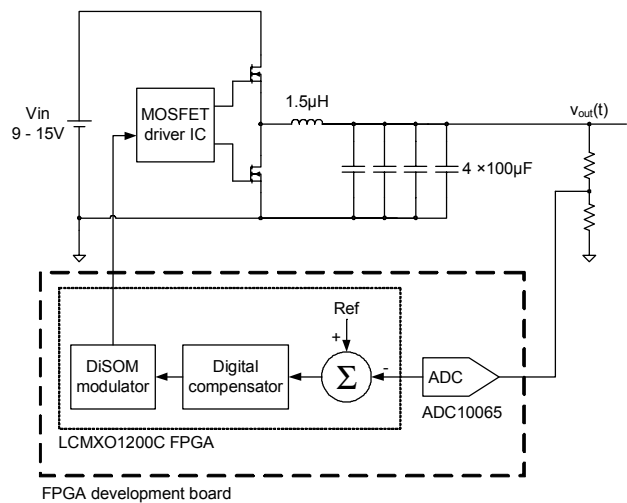 Vin
9 - 15V
MOSFET
driver IC
1.5µH
v_out(t)
4 ×100µF
Ref
+
-
Σ
DiSOM
modulator
Digital
compensator
ADC
ADC10065
LCMXO1200C FPGA
FPGA development board